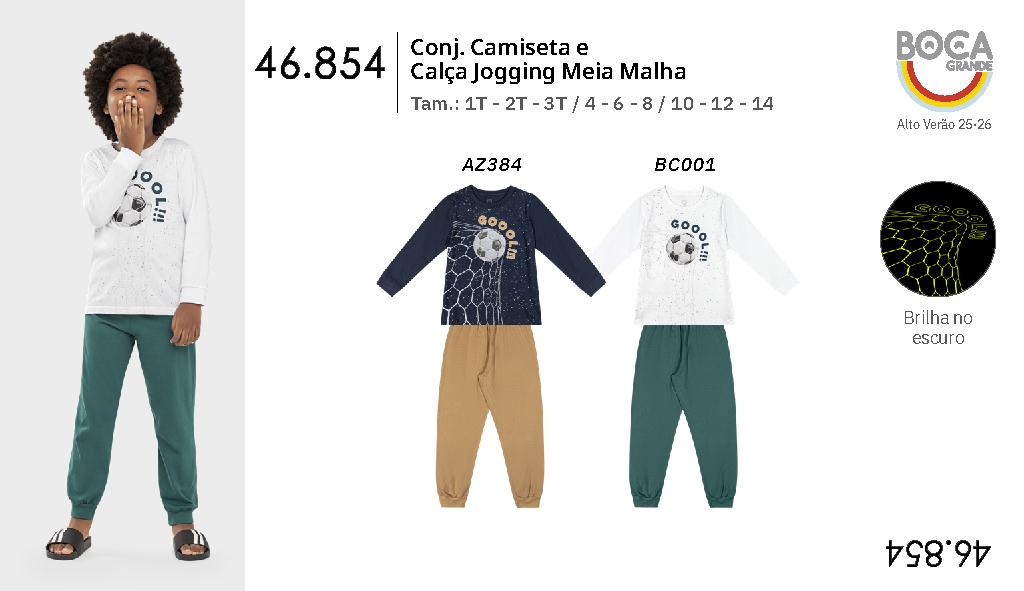 46.854
Conj. Camiseta e
Calça Jogging Meia Malha
Tam.: 1T - 2T - 3T / 4 - 6 - 8 / 10 - 12 - 14
BOCA
GRANDE
Alto Verão 25-26
AZ384
BC001
GOOOL!!!
GOOOL!!!
OOL!!!
GOOOL!!!
Brilha no
escuro
46.854